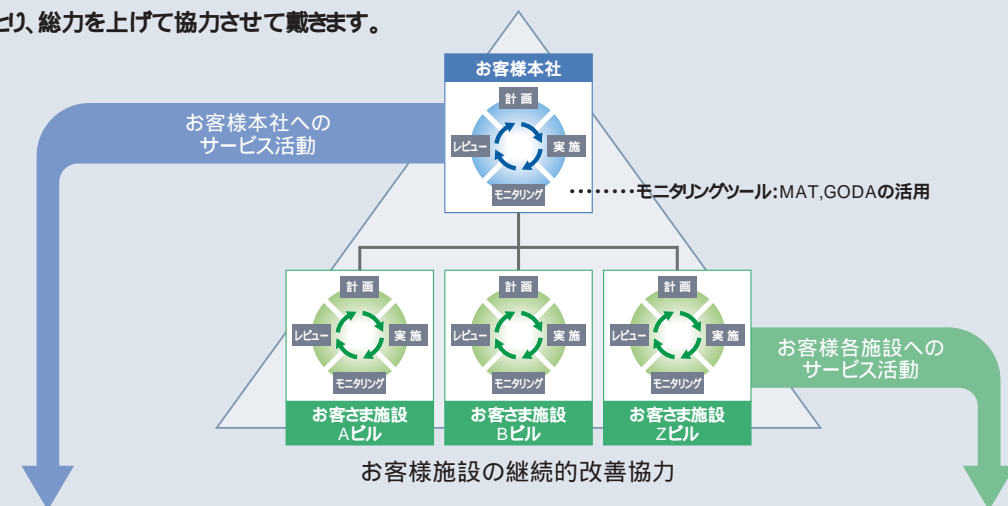 とり、総力を上げて協力させて戴きます。
お客様本社
計画
レビュー
実施
モニタリング
お客様本社への
サービス活動
モニタリングツール:MAT,GODAの活用
計画
レビュー
実施
モニタリング
お客さま施設
Aビル
計画
レビュー
実施
モニタリング
お客さま施設
Bビル
計画
レビュー
実施
モニタリング
お客さま施設
Zビル
お客様各施設への
サービス活動
お客様施設の継続的改善協力